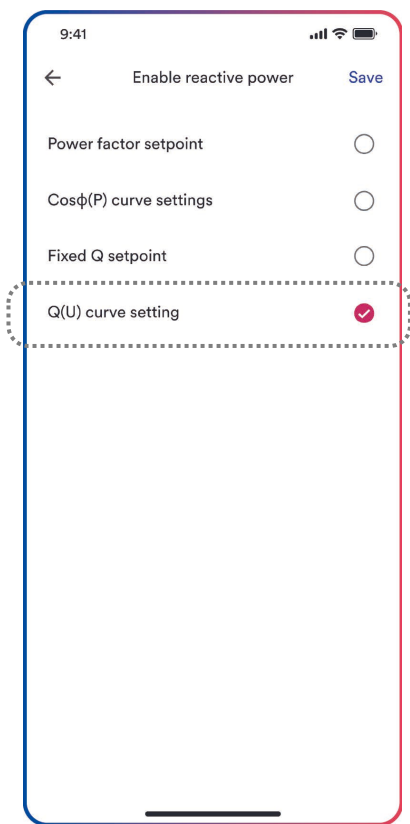 9:41
Enable reactive power Save
Power factor setpoint
Cosϕ(P) curve settings
Fixed Q setpoint
Q(U) curve setting